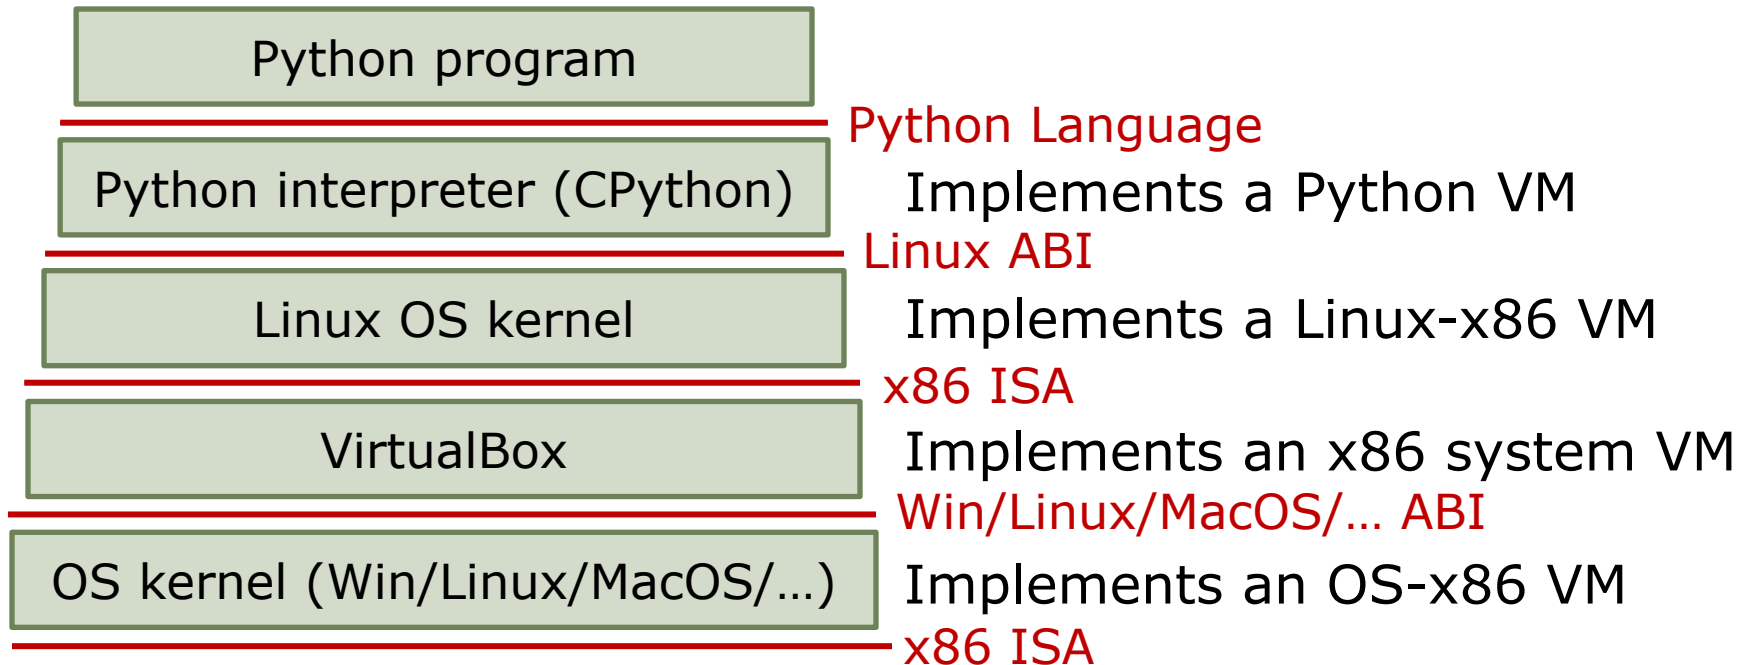 Python program
Python Language
Python interpreter (CPython)
Implements a Python VM
Linux ABI
Linux OS kernel
Implements a Linux-x86 VM
x86 ISA
VirtualBox
Implements an x86 system VM
Win/Linux/MacOS/… ABI
OS kernel (Win/Linux/MacOS/…)
Implements an OS-x86 VM
x86 ISA